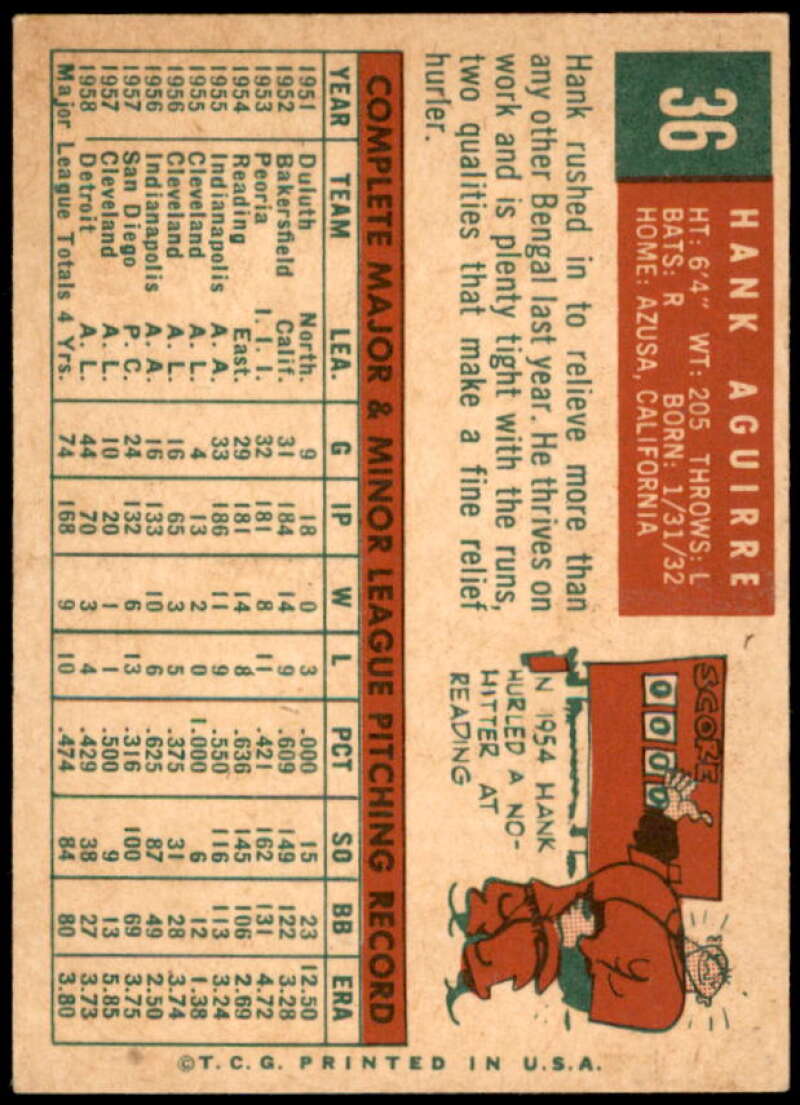 36
HANK AGUIRRE
HT: 6'4" WT: 205 THROWS: L
BATS: R BORN: 1/31/32
HOME: AZUSA, CALIFORNIA
Hank rushed in to relieve more than
any other Bengal last year. He thrives on
work and is plenty tight with the runs,
two qualities that make a fine relief
hurler.
SCORE
0 0 0 0
IN 1954 HANK
HURLED A NO-
HITTER AT
READING
COMPLETE MAJOR & MINOR LEAGUE PITCHING RECORD
YEAR TEAM LEA. G IP W L PCT SO BB ERA
1951 Duluth North. 9 18 0 3 .000 15 23 12.50
1952 Bakersfield Calif. 31 184 14 9 .609 149 122 3.28
1953 Peoria I. I. I. 32 181 8 11 .421 162 131 4.72
1954 Reading East. 29 181 14 8 .636 145 106 2.69
1955 Indianapolis A. A. 33 186 11 9 .550 116 113 3.24
1955 Cleveland A. L. 4 13 2 0 1.000 6 12 1.38
1956 Cleveland A. L. 16 65 3 5 .375 31 28 3.74
1956 Indianapolis A. A. 16 133 10 6 .625 87 49 2.50
1957 San Diego P. C. 24 132 6 13 .316 100 69 3.75
1957 Cleveland A. L. 10 20 1 1 .500 9 13 5.85
1958 Detroit A. L. 44 70 3 4 .429 38 27 3.73
Major League Totals 4 Yrs. 74 168 9 10 .474 84 80 3.80
©T.C.G. PRINTED IN U.S.A.